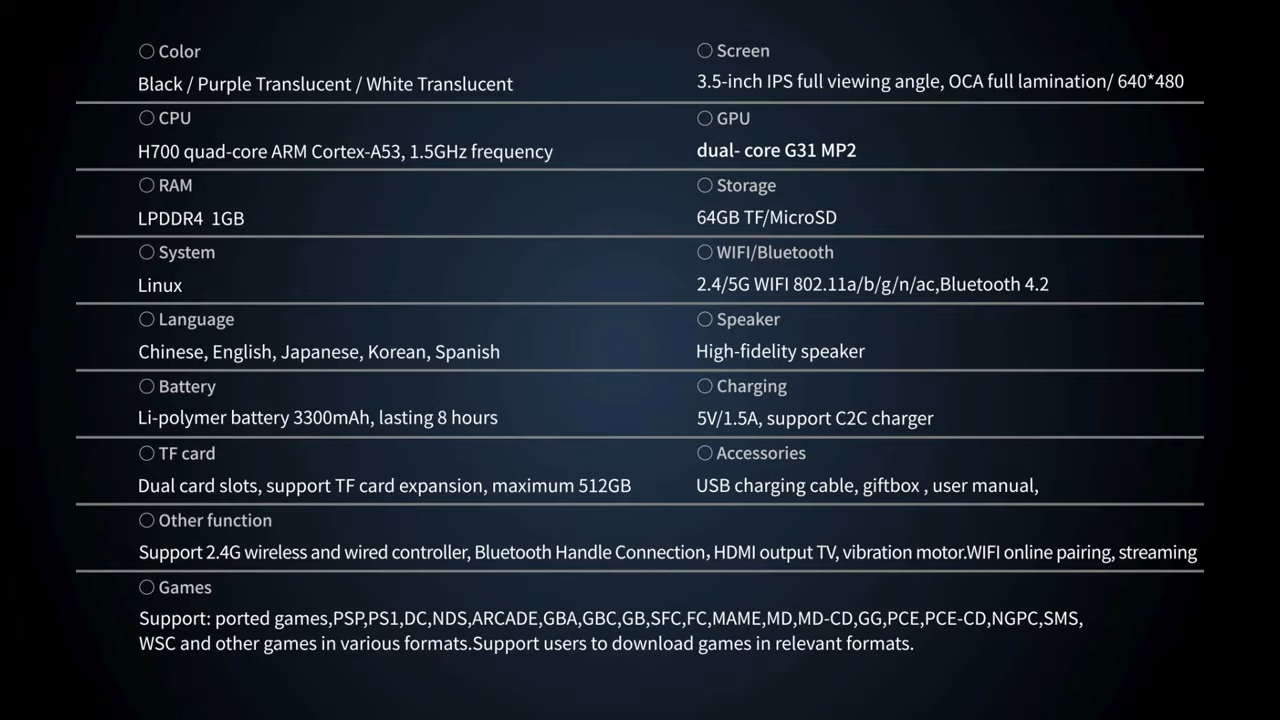 Color
Black / Purple Translucent / White Translucent
Screen
3.5-inch IPS full viewing angle, OCA full lamination/ 640*480
CPU
H700 quad-core ARM Cortex-A53, 1.5GHz frequency
GPU
dual- core G31 MP2
RAM
LPDDR4 1GB
Storage
64GB TF/MicroSD
System
Linux
WIFI/Bluetooth
2.4/5G WIFI 802.11a/b/g/n/ac,Bluetooth 4.2
Language
Chinese, English, Japanese, Korean, Spanish
Speaker
High-fidelity speaker
Battery
Li-polymer battery 3300mAh, lasting 8 hours
Charging
5V/1.5A, support C2C charger
TF card
Dual card slots, support TF card expansion, maximum 512GB
Accessories
USB charging cable, giftbox , user manual,
Other function
Support 2.4G wireless and wired controller, Bluetooth Handle Connection, HDMI output TV, vibration motor.WIFI online pairing, streaming
Games
Support: ported games,PSP,PS1,DC,NDS,ARCADE,GBA,GBC,GB,SFC,FC,MAME,MD,MD-CD,GG,PCE,PCE-CD,NGPC,SMS,
WSC and other games in various formats.Support users to download games in relevant formats.